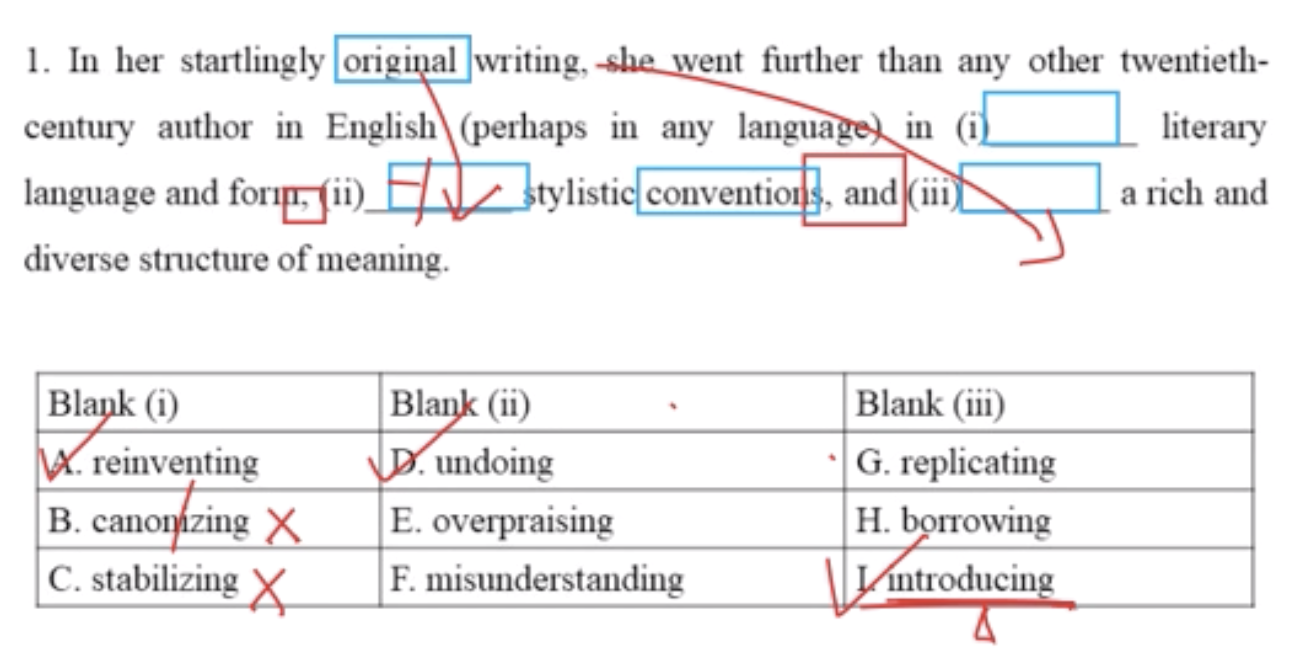 1. In her startlingly original writing, she went further than any other twentieth-
century author in English (perhaps in any language) in (i)________ literary
language and form, (ii)________ stylistic conventions, and (iii)________ a rich and
diverse structure of meaning.
Blank (i) Blank (ii) Blank (iii)
A. reinventing D. undoing G. replicating
B. canonizing E. overpraising H. borrowing
C. stabilizing F. misunderstanding I. introducing